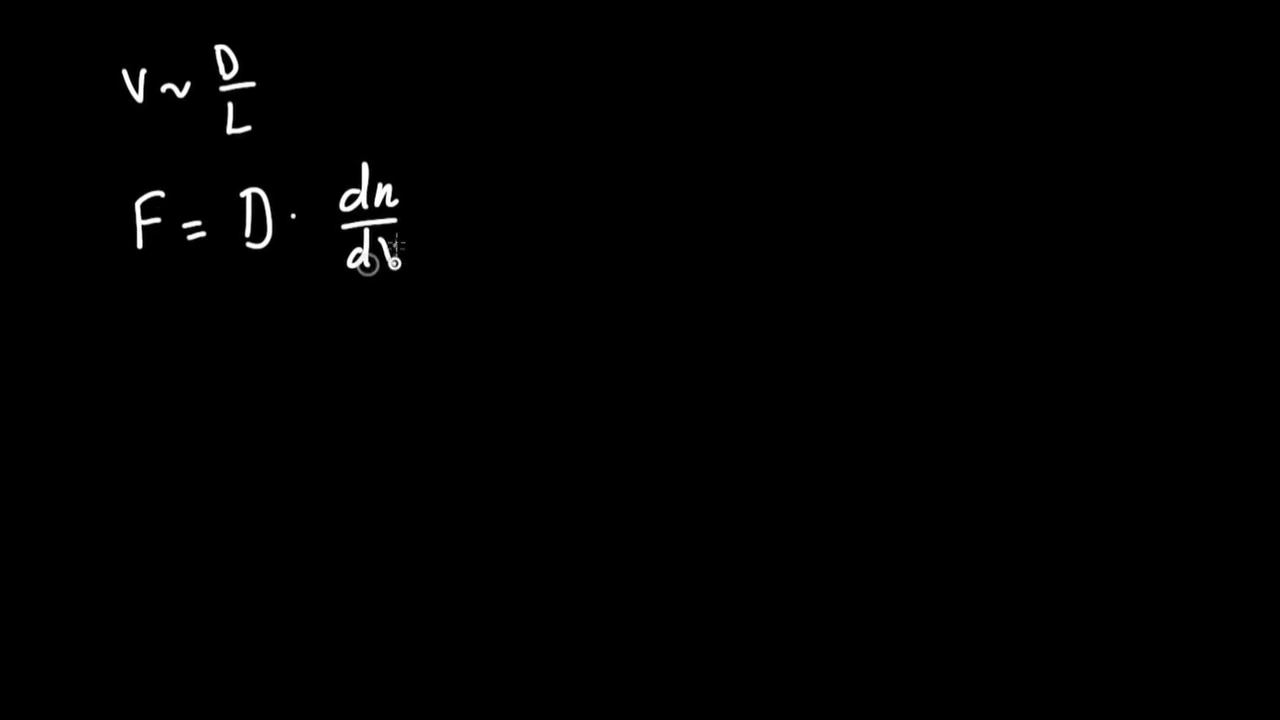 V ~ D/L
F = D · dn/d